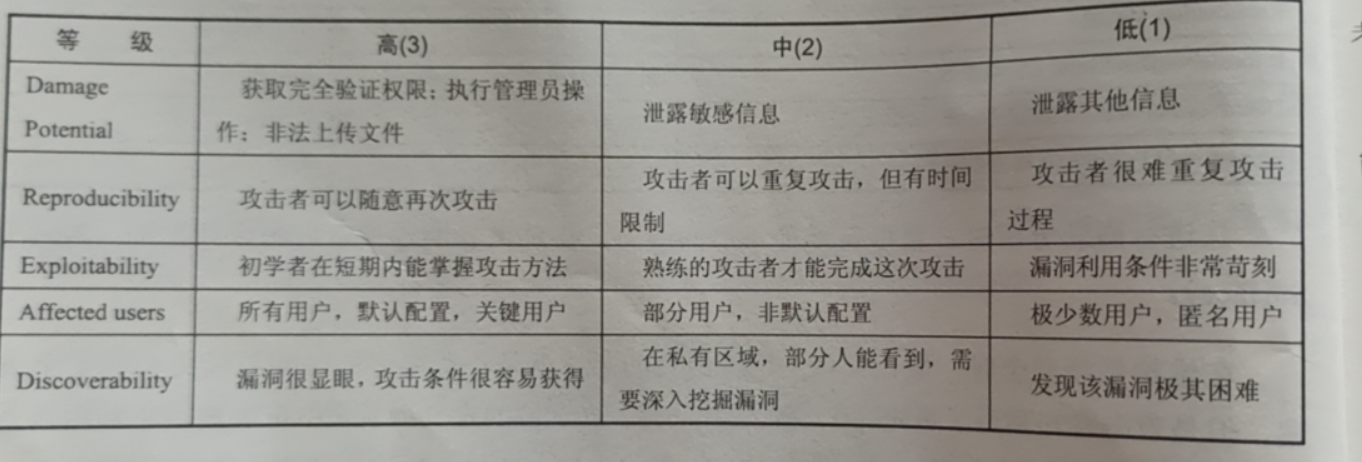 等 级 高(3) 中(2) 低(1)
Damage
Potential
获取完全验证权限；执行管理员操
作；非法上传文件
泄露敏感信息
泄露其他信息
Reproducibility
攻击者可以随意再次攻击
攻击者可以重复攻击，但有时间
限制
攻击者很难重复攻击
过程
Exploitability
初学者在短期内能掌握攻击方法
熟练的攻击者才能完成这次攻击
漏洞利用条件非常苛刻
Affected users
所有用户，默认配置，关键用户
部分用户，非默认配置
极少数用户，匿名用户
Discoverability
漏洞很显眼，攻击条件很容易获得
在私有区域，部分人能看到，需
要深入挖掘漏洞
发现该漏洞极其困难